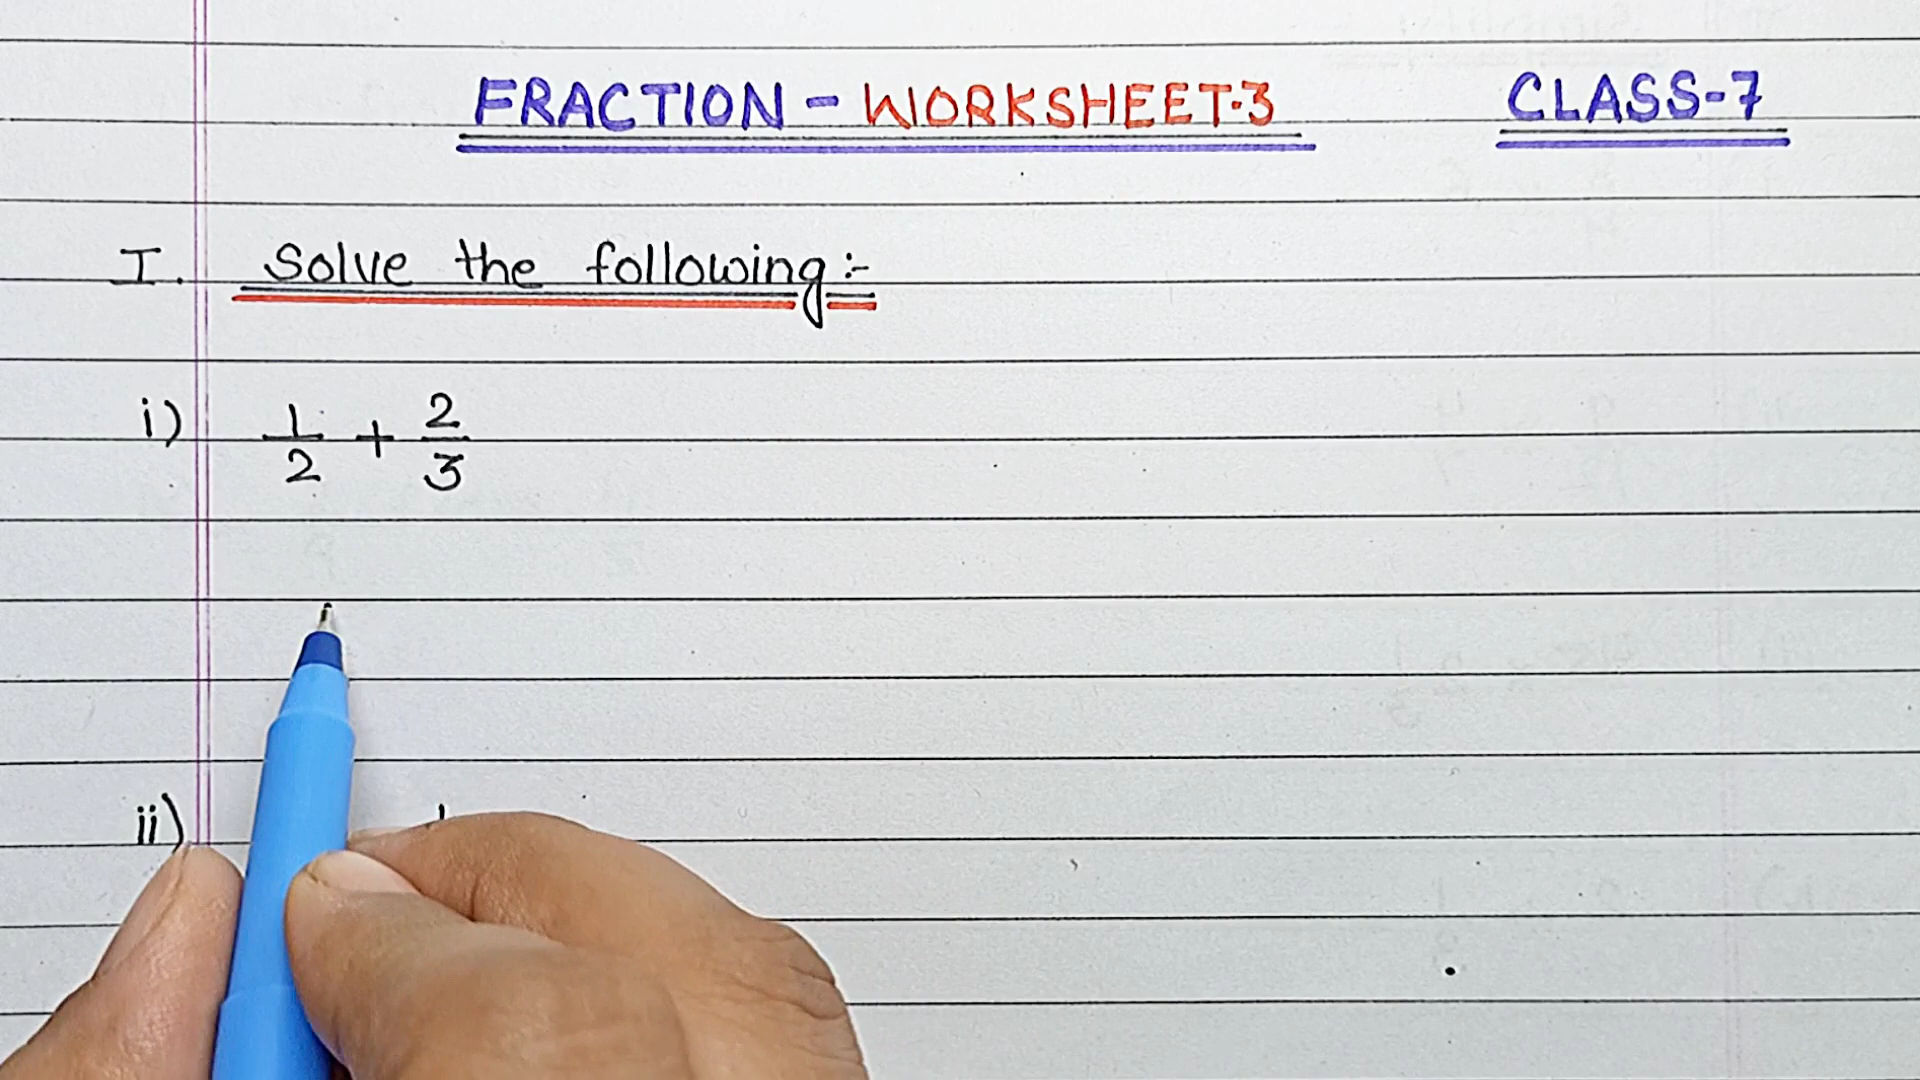 FRACTION - WORKSHEET-3 CLASS-7
I. Solve the following:-
i) 1/2 + 2/3
ii)